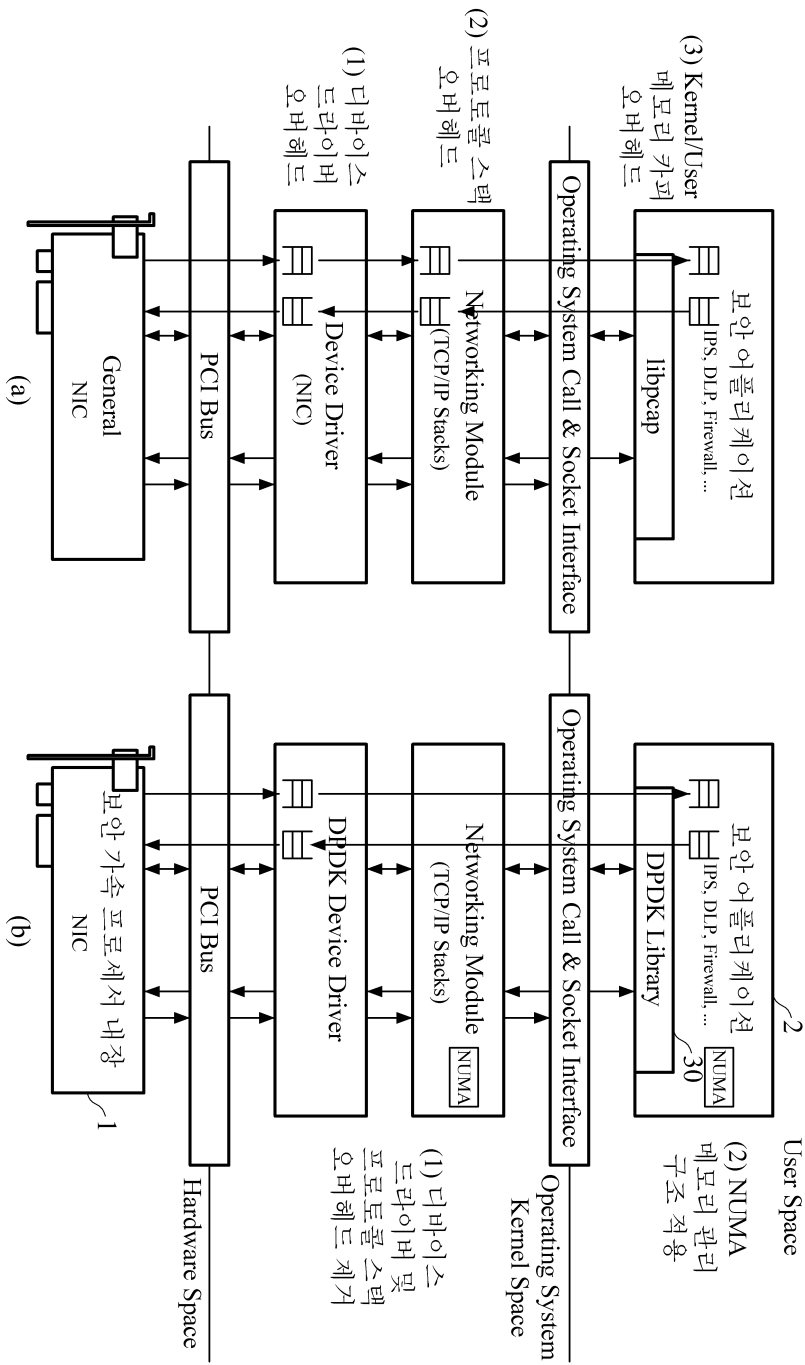 User Space
(3) Kernel/User
메모리 카피
오버헤드
보안 어플리케이션
IPS, DLP, Firewall, ...
libpcap
Operating System Call & Socket Interface
(2) 프로토콜 스택
오버헤드
Networking Module
(TCP/IP Stacks)
(1) 디바이스
드라이버
오버헤드
Device Driver
(NIC)
PCI Bus
General
NIC
(a)
2
보안 어플리케이션
IPS, DLP, Firewall, ...
NUMA
DPDK Library
30
(2) NUMA
메모리 관리
구조 적용
Operating System Call & Socket Interface
Operating System
Kernel Space
Networking Module
(TCP/IP Stacks)
NUMA
(1) 디바이스
드라이버 및
프로토콜 스택
오버헤드 제거
DPDK Device Driver
PCI Bus
Hardware Space
보안 가속 프로세서 내장
NIC
1
(b)